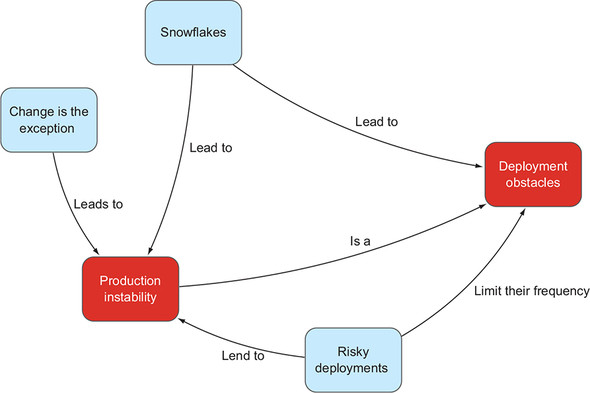 Snowflakes
Change is the
exception
Lead to
Lead to
Deployment
obstacles
Leads to
Is a
Production
instability
Limit their frequency
Lend to
Risky
deployments